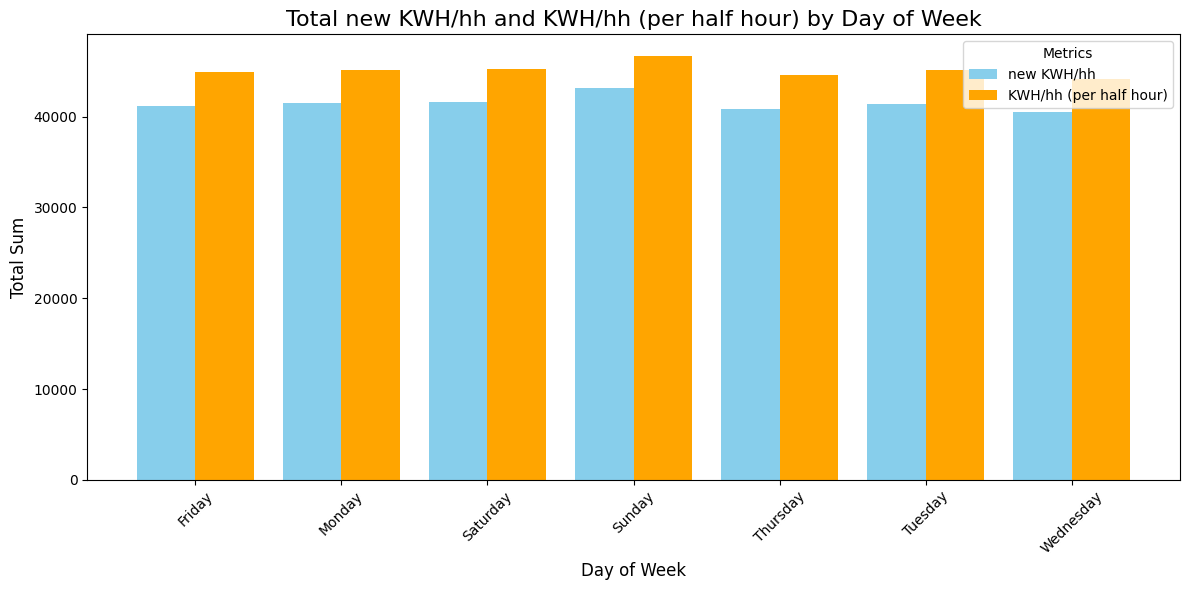 Total new KWH/hh and KWH/hh (per half hour) by Day of Week
Metrics
new KWH/hh
KWH/hh (per half hour)
Total Sum
40000
30000
20000
10000
0
Friday
Monday
Saturday
Sunday
Thursday
Tuesday
Wednesday
Day of Week